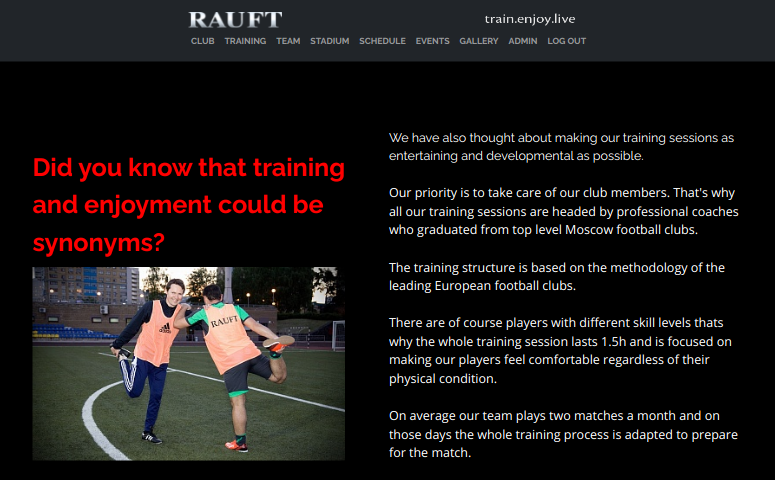 RAUFT
train.enjoy.live
CLUB TRAINING TEAM STADIUM SCHEDULE EVENTS GALLERY ADMIN LOG OUT
Did you know that training
and enjoyment could be
synonyms?
adidas
RAUFT
We have also thought about making our training sessions as
entertaining and developmental as possible.
Our priority is to take care of our club members. That's why
all our training sessions are headed by professional coaches
who graduated from top level Moscow football clubs.
The training structure is based on the methodology of the
leading European football clubs.
There are of course players with different skill levels thats
why the whole training session lasts 1.5h and is focused on
making our players feel comfortable regardless of their
physical condition.
On average our team plays two matches a month and on
those days the whole training process is adapted to prepare
for the match.